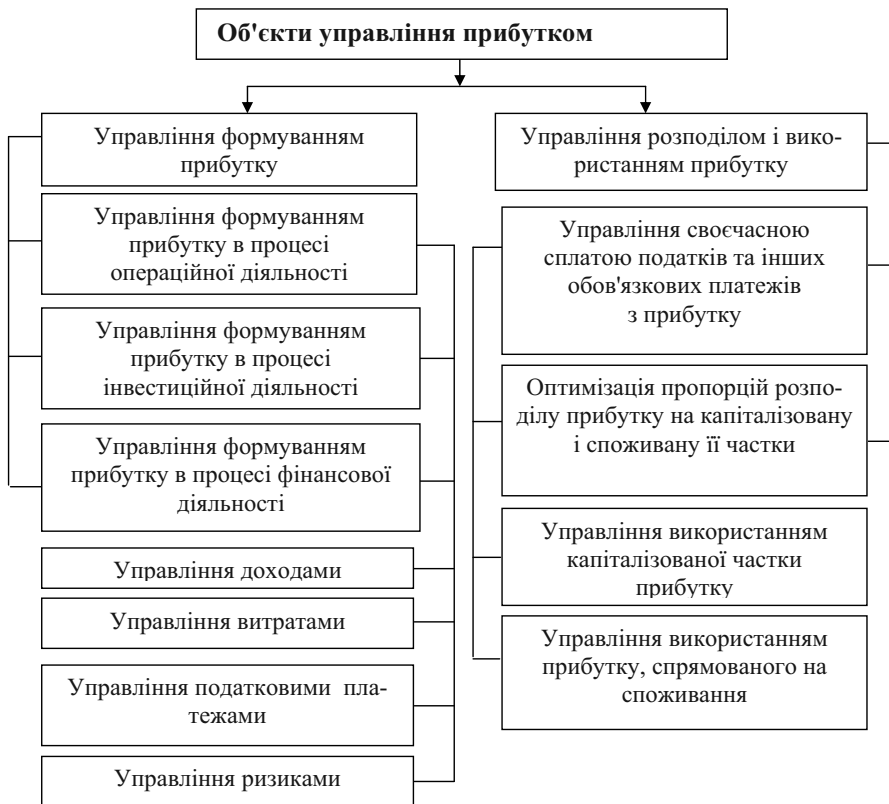 Об'єкти управління прибутком
Управління формуванням
прибутку
Управління формуванням
прибутку в процесі
операційної діяльності
Управління формуванням
прибутку в процесі
інвестиційної діяльності
Управління формуванням
прибутку в процесі фінансової
діяльності
Управління доходами
Управління витратами
Управління податковими пла-
тежами
Управління ризиками
Управління розподілом і вико-
ристанням прибутку
Управління своєчасною
сплатою податків та інших
обов'язкових платежів
з прибутку
Оптимізація пропорцій розпо-
ділу прибутку на капіталізовану
і споживану її частки
Управління використанням
капіталізованої частки
прибутку
Управління використанням
прибутку, спрямованого на
споживання